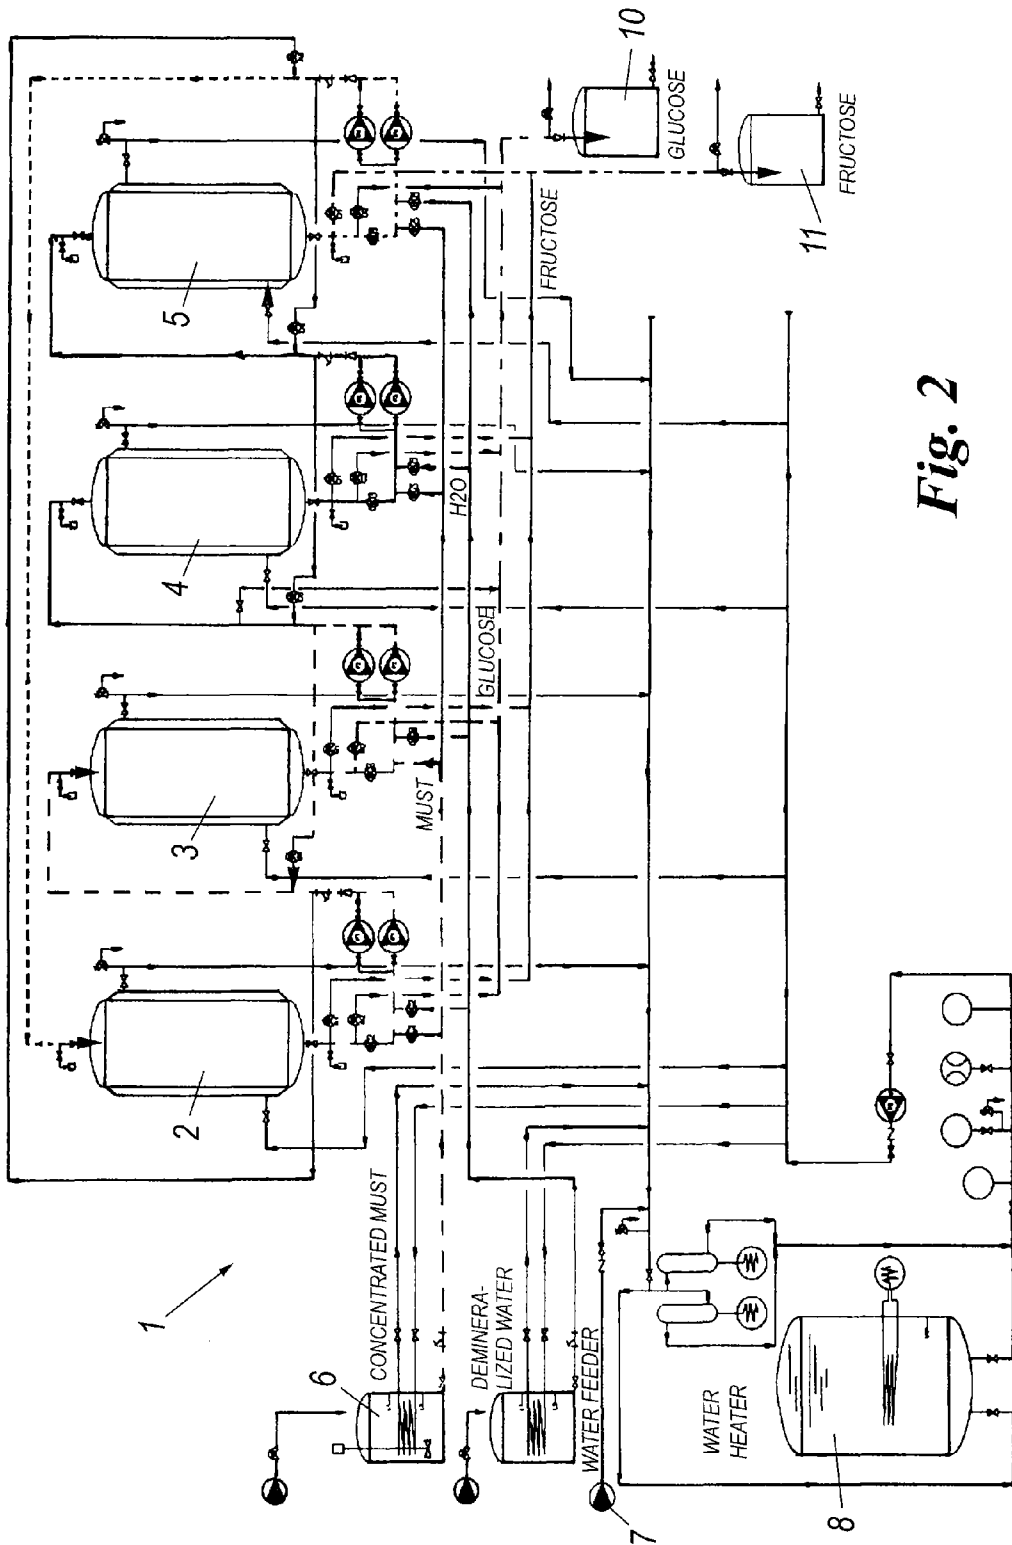 1
2
3
4
5
CONCENTRATED MUST
6
DEMINERA-
LIZED WATER
WATER FEEDER
7
WATER
HEATER
8
MUST
GLUCOSE
H2O
FRUCTOSE
GLUCOSE
10
FRUCTOSE
11
Fig. 2